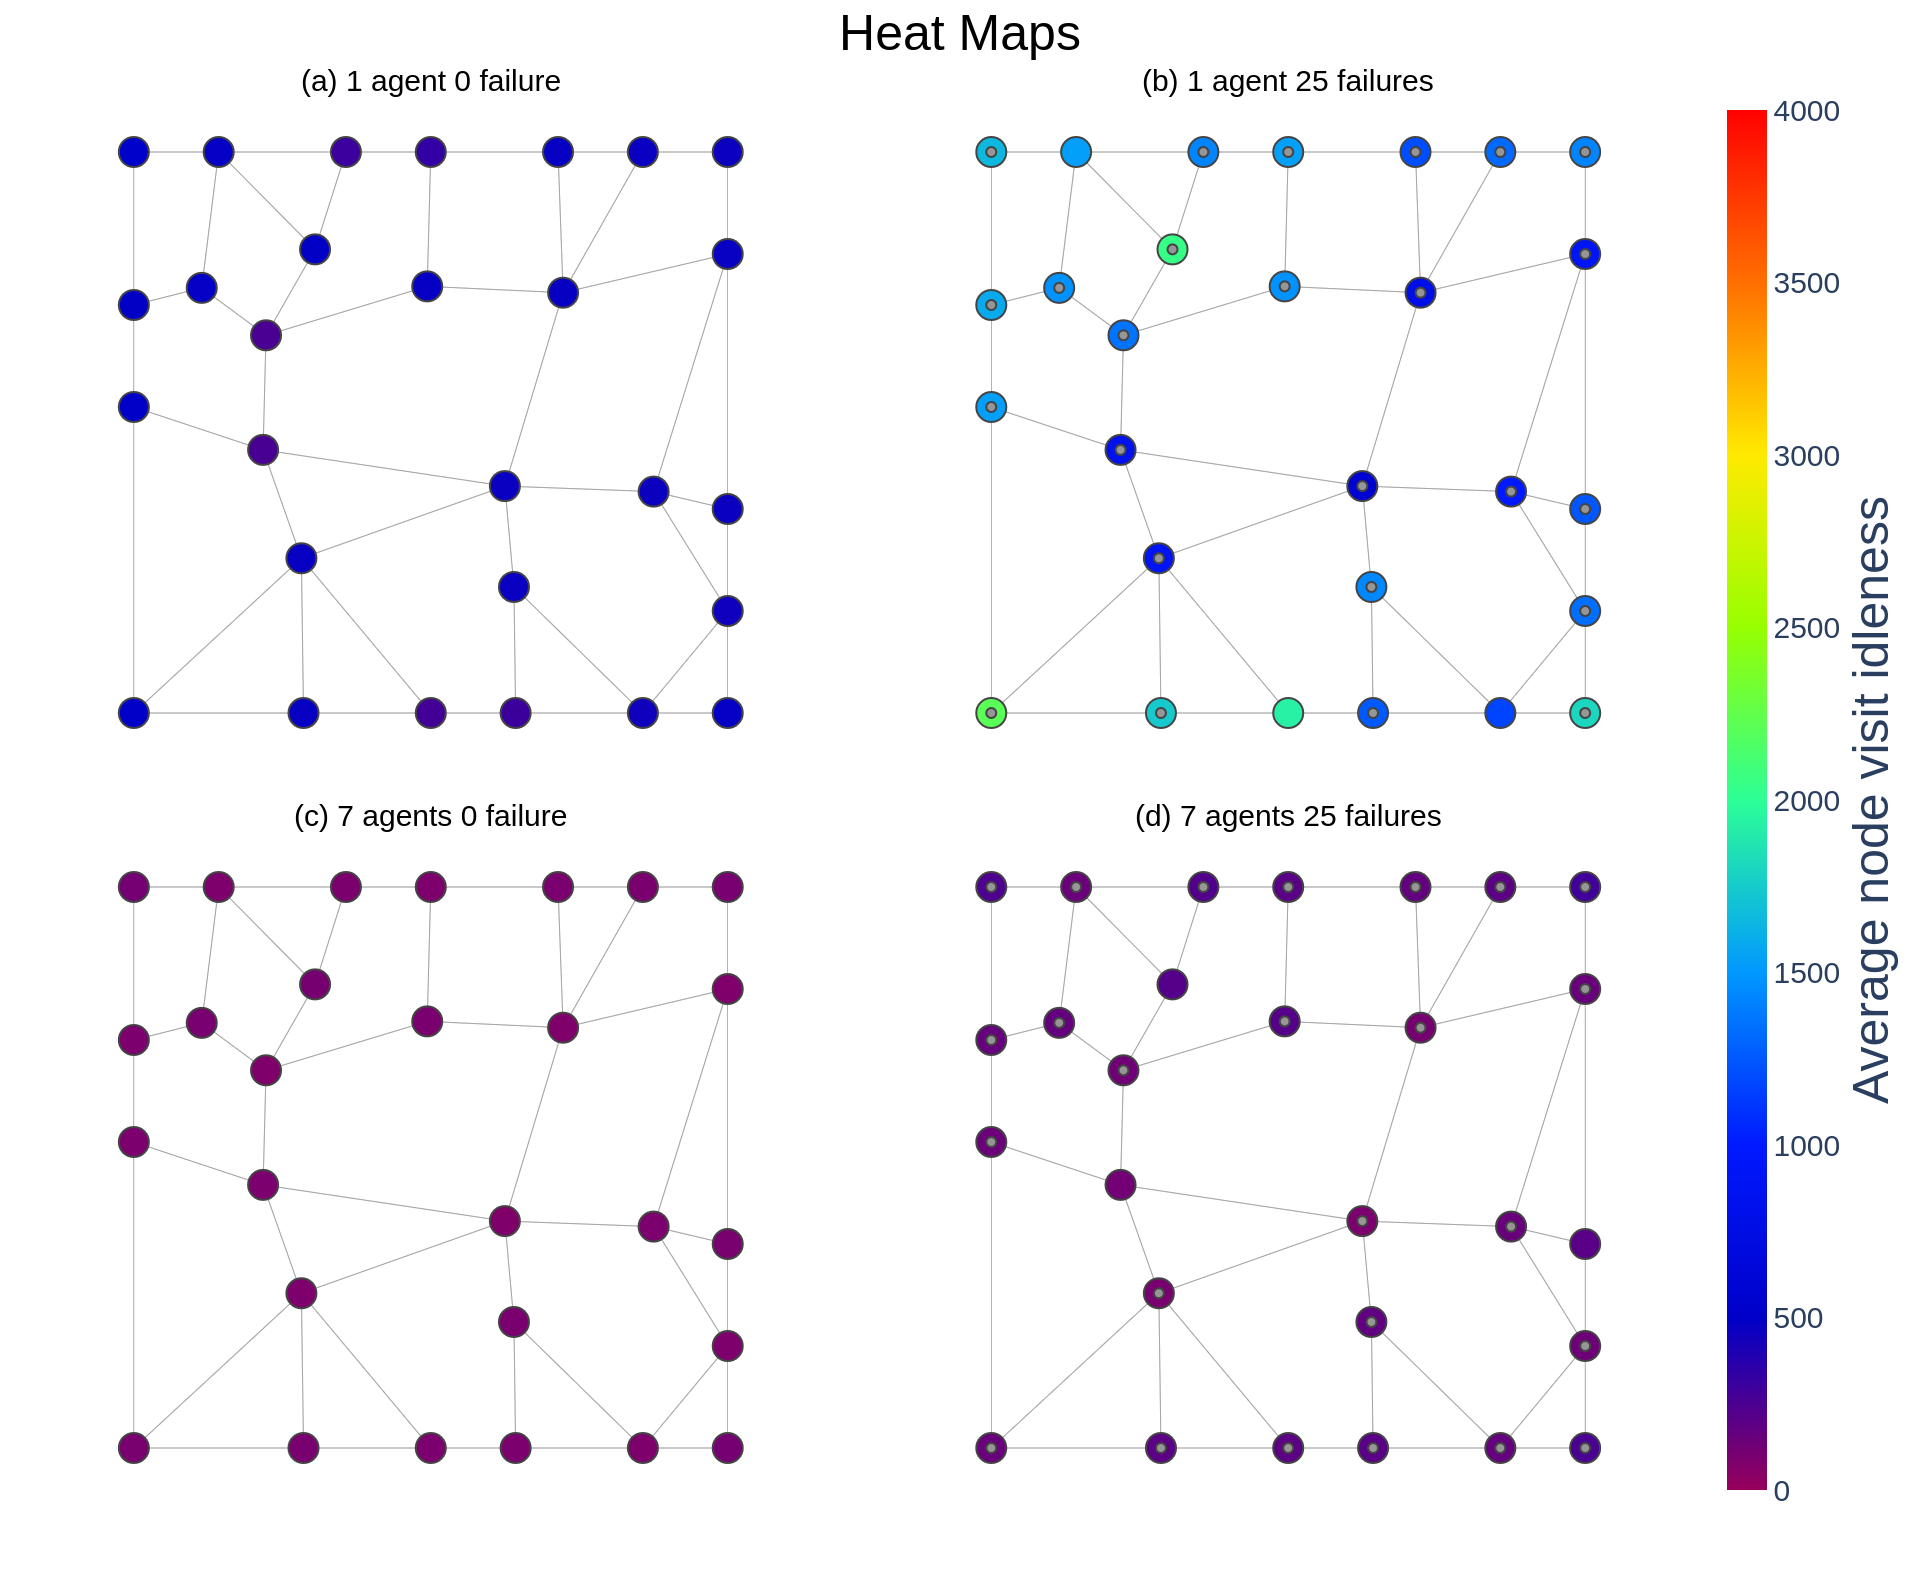 Heat Maps
(a) 1 agent 0 failure
(b) 1 agent 25 failures
(c) 7 agents 0 failure
(d) 7 agents 25 failures
4000
3500
3000
2500
2000
1500
1000
500
0
Average node visit idleness